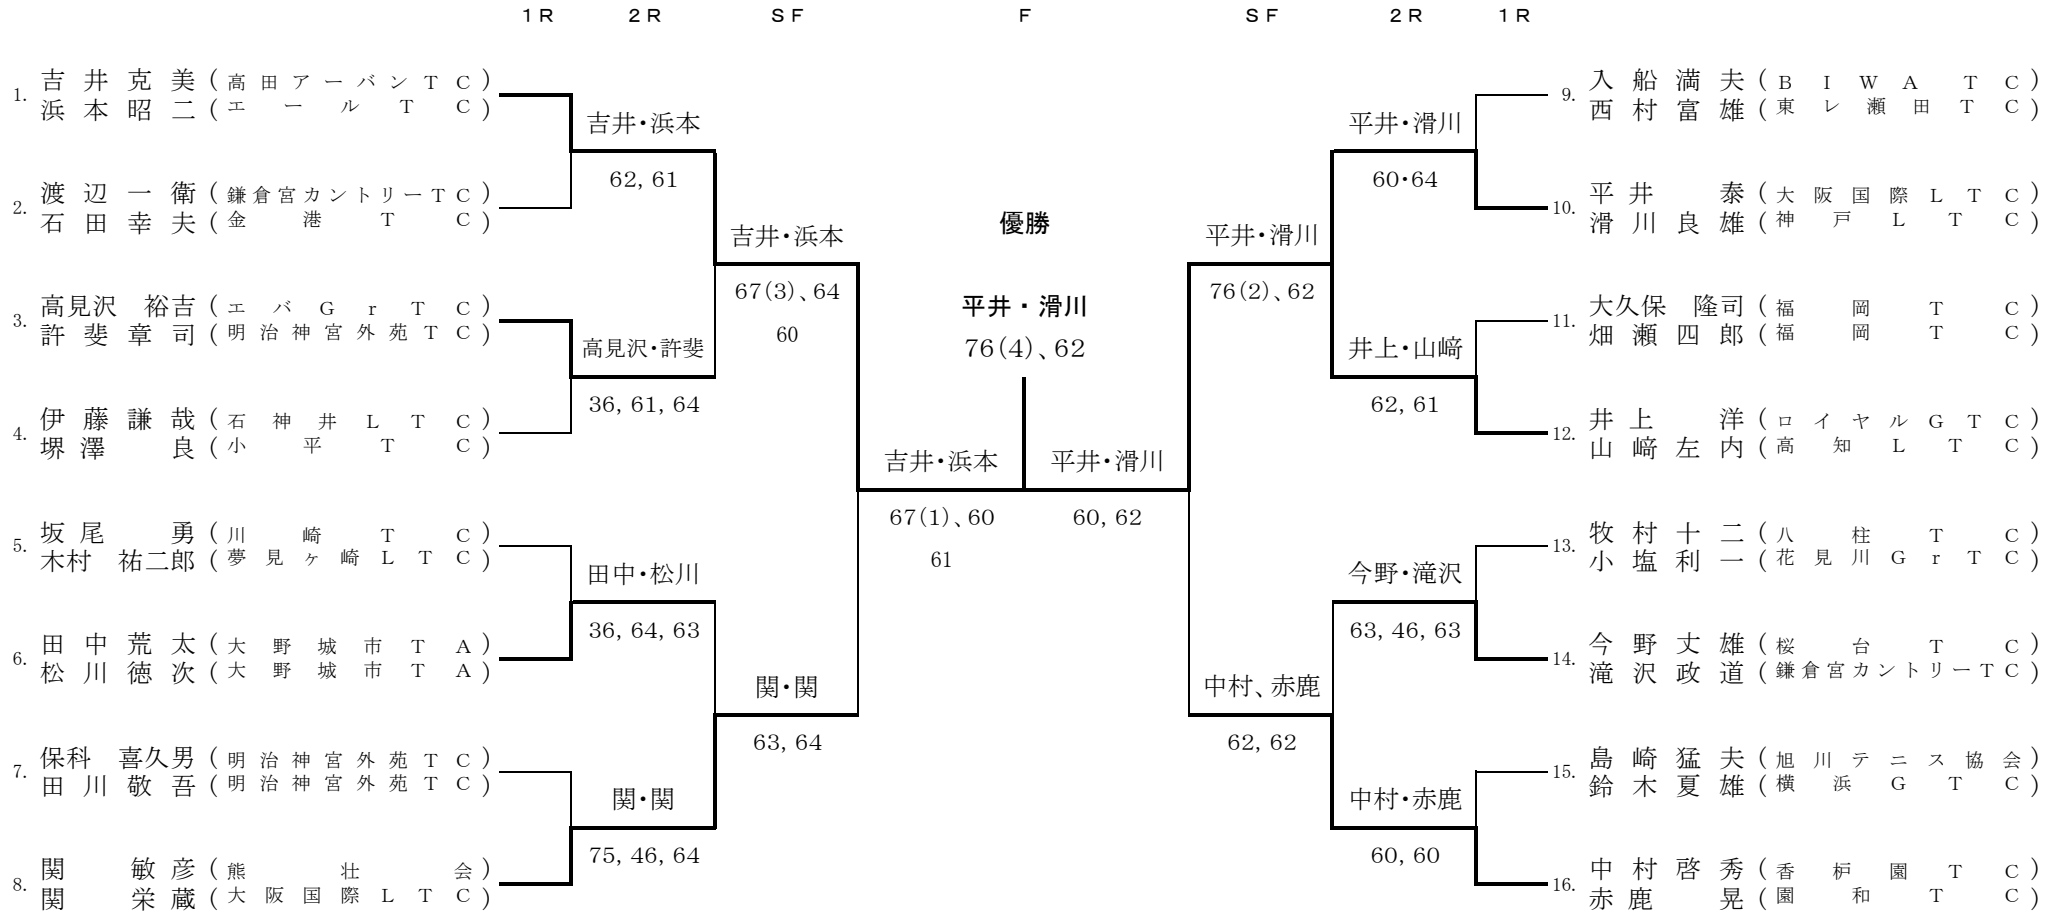 1R 2R SF F SF 2R 1R
1. 吉井克美(高田アーバンTC)
浜本昭二(エールTC)
2. 渡辺一衛(鎌倉宮カントリーTC)
石田幸夫(金港TC)
3. 高見沢 裕吉(エバGrTC)
許斐章司(明治神宮外苑TC)
4. 伊藤謙哉(石神井LTC)
堺澤 良(小平TC)
5. 坂尾 勇(川崎TC)
木村 祐二郎(夢見ヶ崎LTC)
6. 田中荒太(大野城市TA)
松川徳次(大野城市TA)
7. 保科 喜久男(明治神宮外苑TC)
田川敬吾(明治神宮外苑TC)
8. 関 敏彦(熊壮会)
関 栄蔵(大阪国際LTC)
吉井・浜本
62, 61
高見沢・許斐
36, 61, 64
田中・松川
36, 64, 63
関・関
75, 46, 64
吉井・浜本
67(3)、64
60
関・関
63, 64
吉井・浜本
67(1)、60
61
優勝
平井・滑川
76(4)、62
平井・滑川
60, 62
平井・滑川
76(2)、62
中村、赤鹿
62, 62
平井・滑川
60・64
井上・山﨑
62, 61
今野・滝沢
63, 46, 63
中村・赤鹿
60, 60
9. 入船満夫(BIWA TC)
西村富雄(東レ瀬田TC)
10. 平井 泰(大阪国際LTC)
滑川良雄(神戸LTC)
11. 大久保 隆司(福岡TC)
畑瀬四郎(福岡TC)
12. 井上 洋(ロイヤルGTC)
山﨑左内(高知LTC)
13. 牧村十二(八柱TC)
小塩利一(花見川GrTC)
14. 今野丈雄(桜台TC)
滝沢政道(鎌倉宮カントリーTC)
15. 島崎猛夫(旭川テニス協会)
鈴木夏雄(横浜GTC)
16. 中村啓秀(香枦園TC)
赤鹿 晃(園和TC)